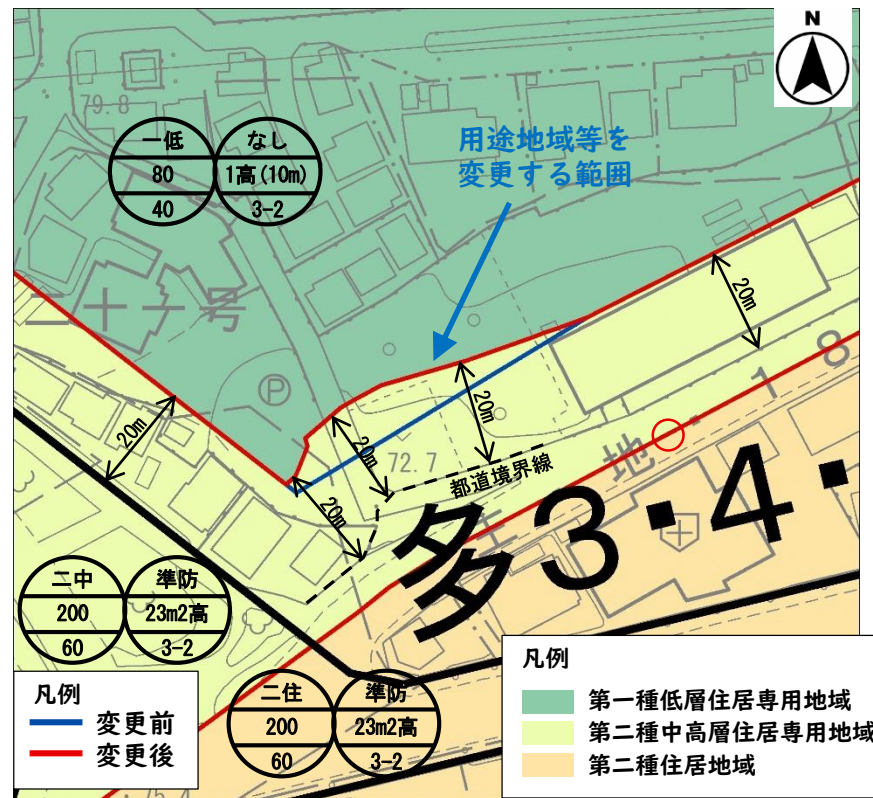 N
79.8
一低
80
40
なし
1高(10m)
3-2
用途地域等を
変更する範囲
二十一号
20m
P
20m
20m
20m
20m
72.7
都道境界線
地・18
多3・4・
二中
200
60
準防
23m2高
3-2
二住
200
60
準防
23m2高
3-2
凡例
変更前
変更後
凡例
第一種低層住居専用地域
第二種中高層住居専用地域
第二種住居地域
75.4